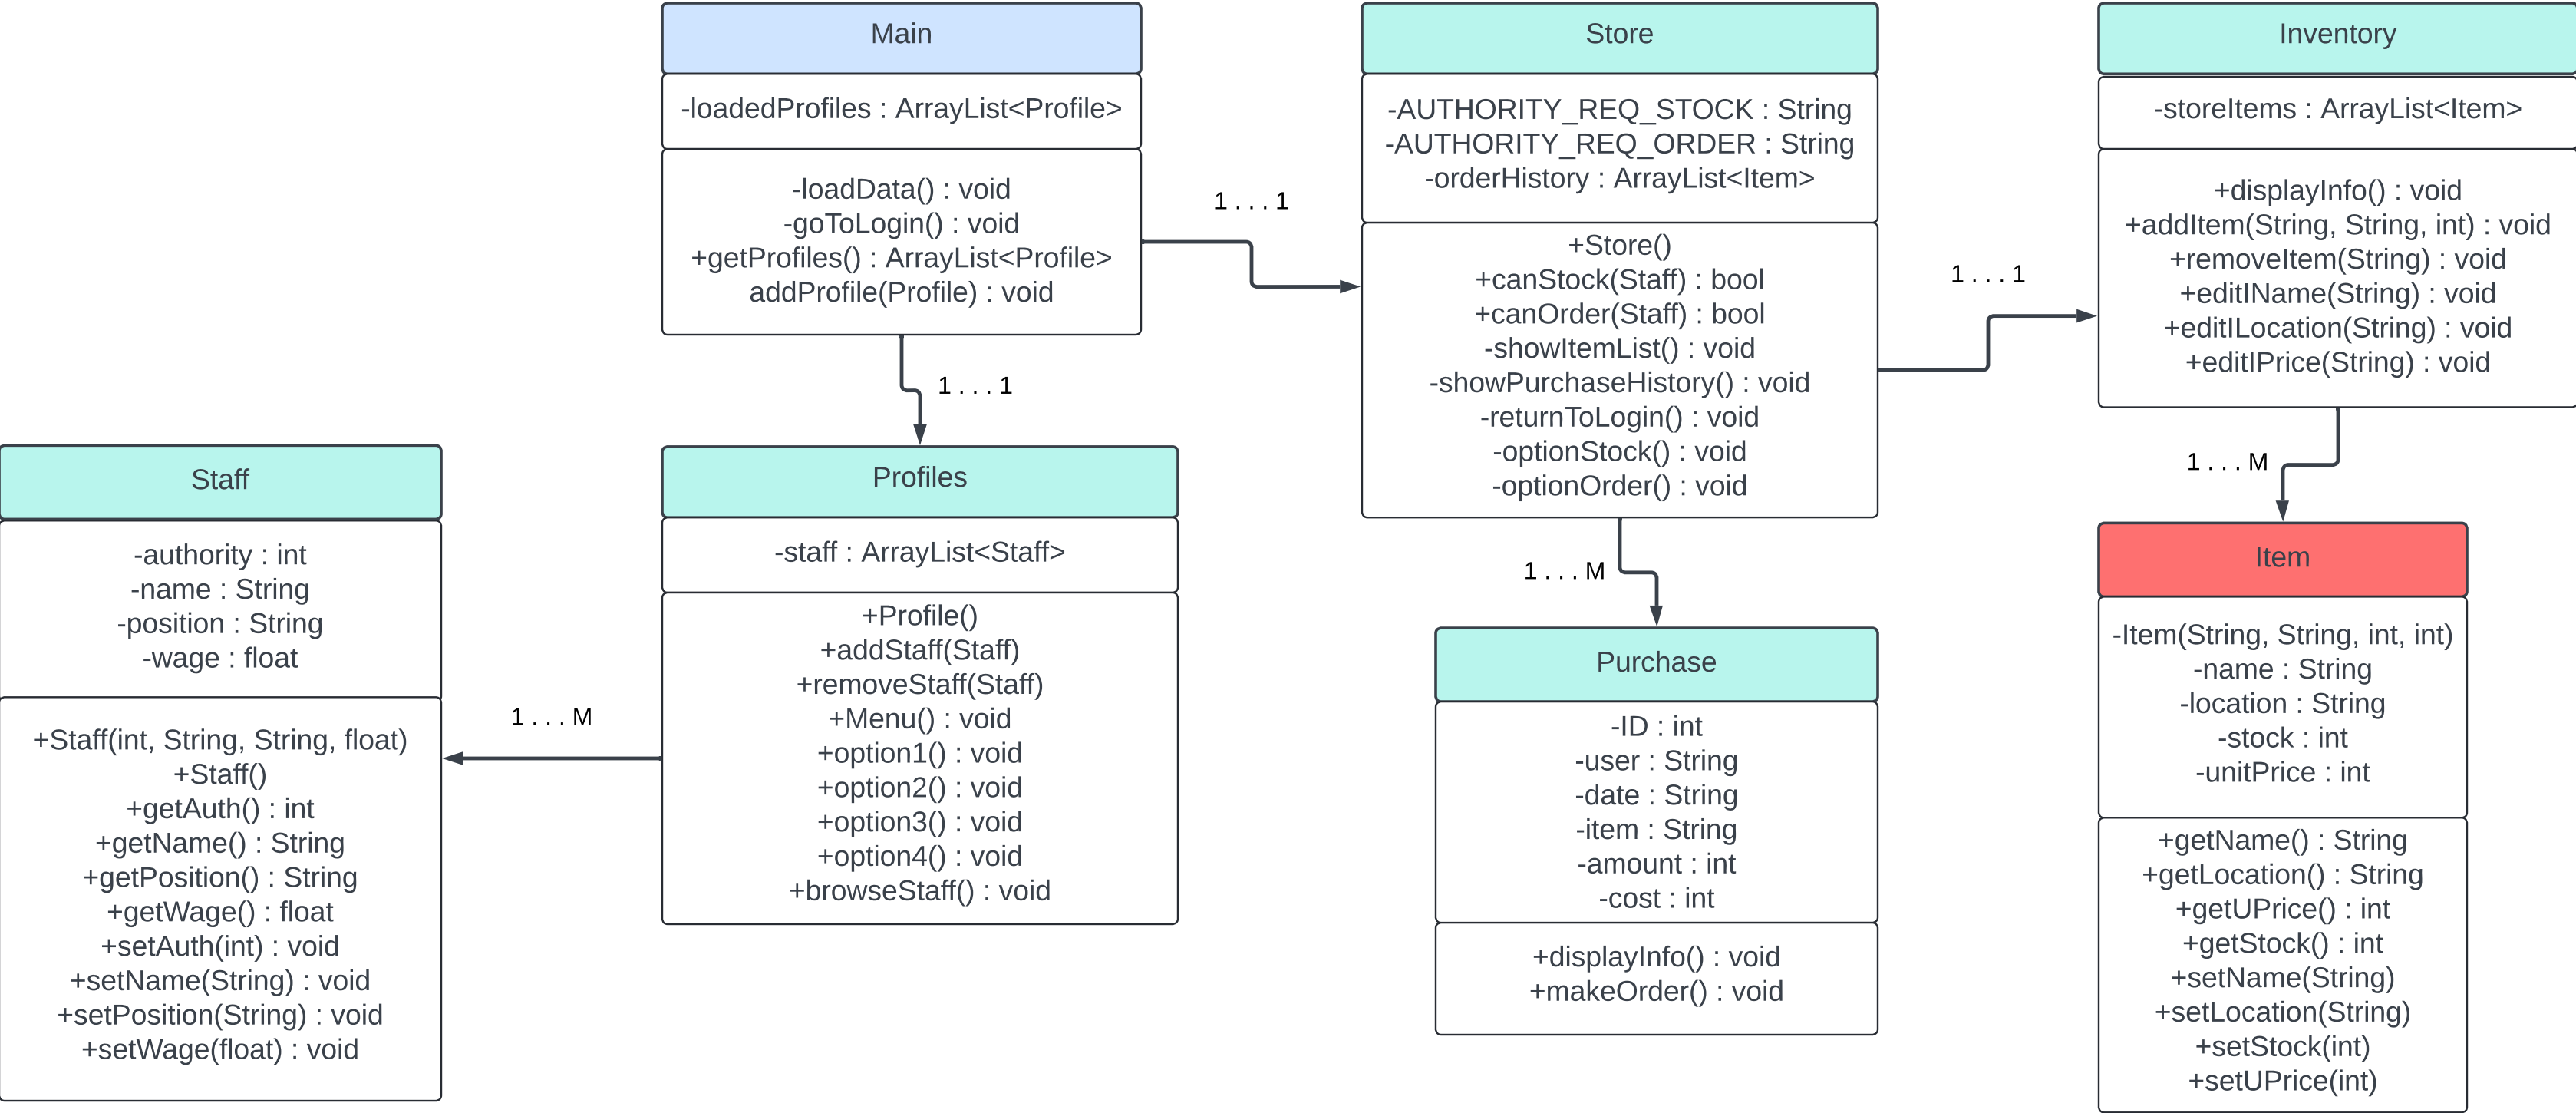 Main
-loadedProfiles : ArrayList<Profile>
-loadData() : void
-goToLogin() : void
+getProfiles() : ArrayList<Profile>
addProfile(Profile) : void
1 . . . 1
1 . . . 1
Store
-AUTHORITY_REQ_STOCK : String
-AUTHORITY_REQ_ORDER : String
-orderHistory : ArrayList<Item>
+Store()
+canStock(Staff) : bool
+canOrder(Staff) : bool
-showItemList() : void
-showPurchaseHistory() : void
-returnToLogin() : void
-optionStock() : void
-optionOrder() : void
1 . . . 1
1 . . . M
Inventory
-storeItems : ArrayList<Item>
+displayInfo() : void
+addItem(String, String, int) : void
+removeItem(String) : void
+editIName(String) : void
+editILocation(String) : void
+editIPrice(String) : void
1 . . . M
Staff
-authority : int
-name : String
-position : String
-wage : float
+Staff(int, String, String, float)
+Staff()
+getAuth() : int
+getName() : String
+getPosition() : String
+getWage() : float
+setAuth(int) : void
+setName(String) : void
+setPosition(String) : void
+setWage(float) : void
1 . . . M
Profiles
-staff : ArrayList<Staff>
+Profile()
+addStaff(Staff)
+removeStaff(Staff)
+Menu() : void
+option1() : void
+option2() : void
+option3() : void
+option4() : void
+browseStaff() : void
Purchase
-ID : int
-user : String
-date : String
-item : String
-amount : int
-cost : int
+displayInfo() : void
+makeOrder() : void
Item
-Item(String, String, int, int)
-name : String
-location : String
-stock : int
-unitPrice : int
+getName() : String
+getLocation() : String
+getUPrice() : int
+getStock() : int
+setName(String)
+setLocation(String)
+setStock(int)
+setUPrice(int)